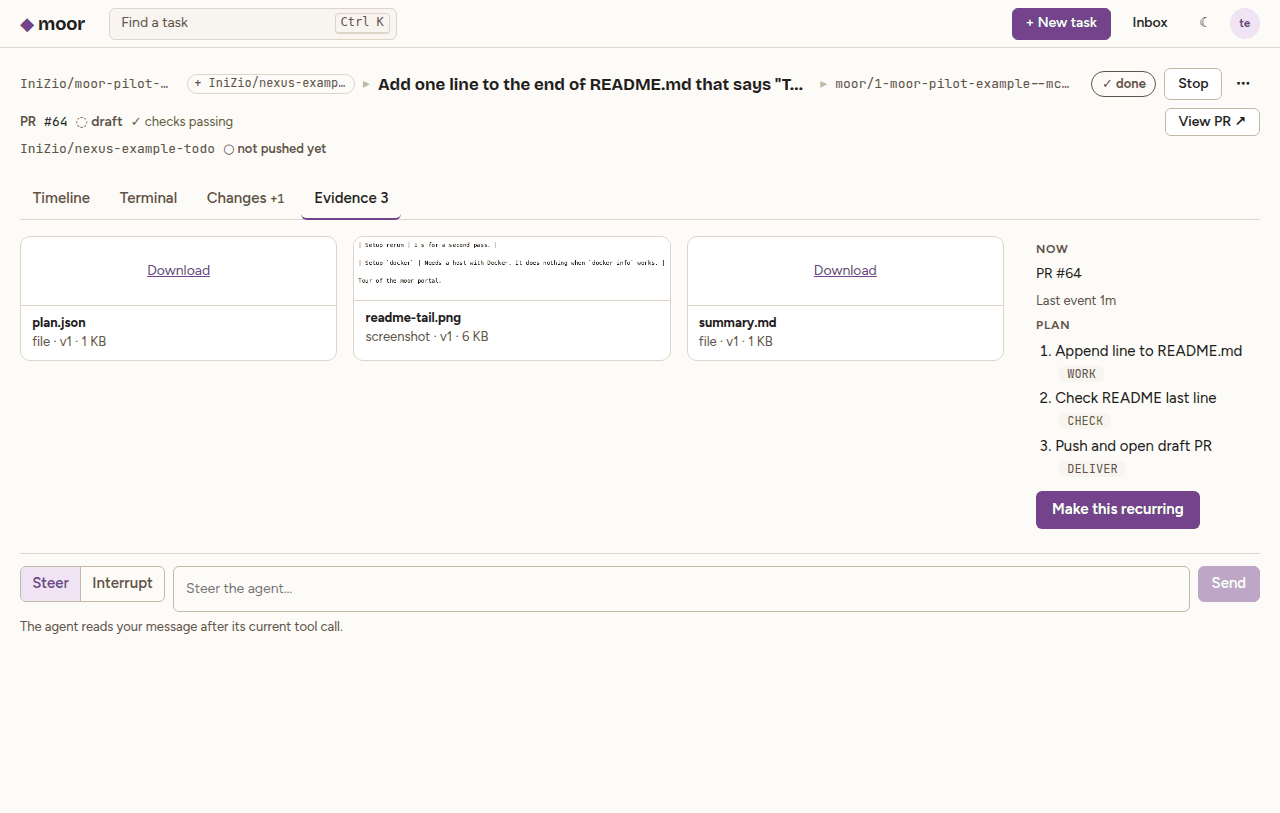 ◆ moor Find a task Ctrl K + New task Inbox ☾ te
IniZio/moor-pilot-… + IniZio/nexus-examp… ▸ Add one line to the end of README.md that says "T… ▸ moor/1-moor-pilot-example--mc… ✓ done Stop ···
PR #64 draft ✓ checks passing View PR ↗
IniZio/nexus-example-todo not pushed yet
Timeline Terminal Changes +1 Evidence 3
Download
plan.json
file · v1 · 1 KB
| Setup rerun | 1 s for a second pass. |
| Setup `docker` | Needs a host with Docker. It does nothing when `docker info` works. |
Tour of the moor portal.
readme-tail.png
screenshot · v1 · 6 KB
Download
summary.md
file · v1 · 1 KB
NOW
PR #64
Last event 1m
PLAN
1. Append line to README.md
WORK
2. Check README last line
CHECK
3. Push and open draft PR
DELIVER
Make this recurring
Steer Interrupt Steer the agent… Send
The agent reads your message after its current tool call.